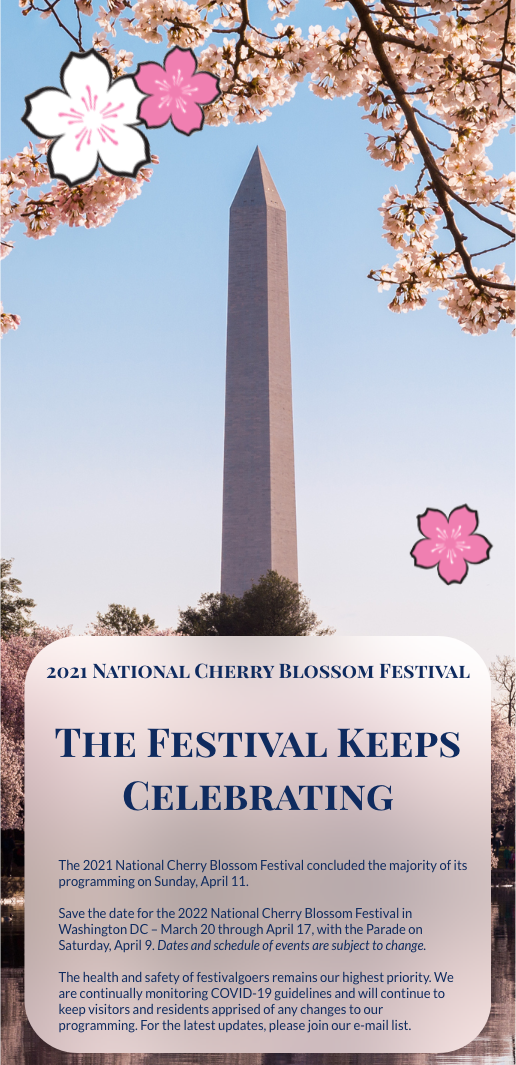 2021 National Cherry Blossom Festival
The Festival Keeps
Celebrating
The 2021 National Cherry Blossom Festival concluded the majority of its
programming on Sunday, April 11.
Save the date for the 2022 National Cherry Blossom Festival in
Washington DC – March 20 through April 17, with the Parade on
Saturday, April 9. Dates and schedule of events are subject to change.
The health and safety of festivalgoers remains our highest priority. We
are continually monitoring COVID-19 guidelines and will continue to
keep visitors and residents apprised of any changes to our
programming. For the latest updates, please join our e-mail list.